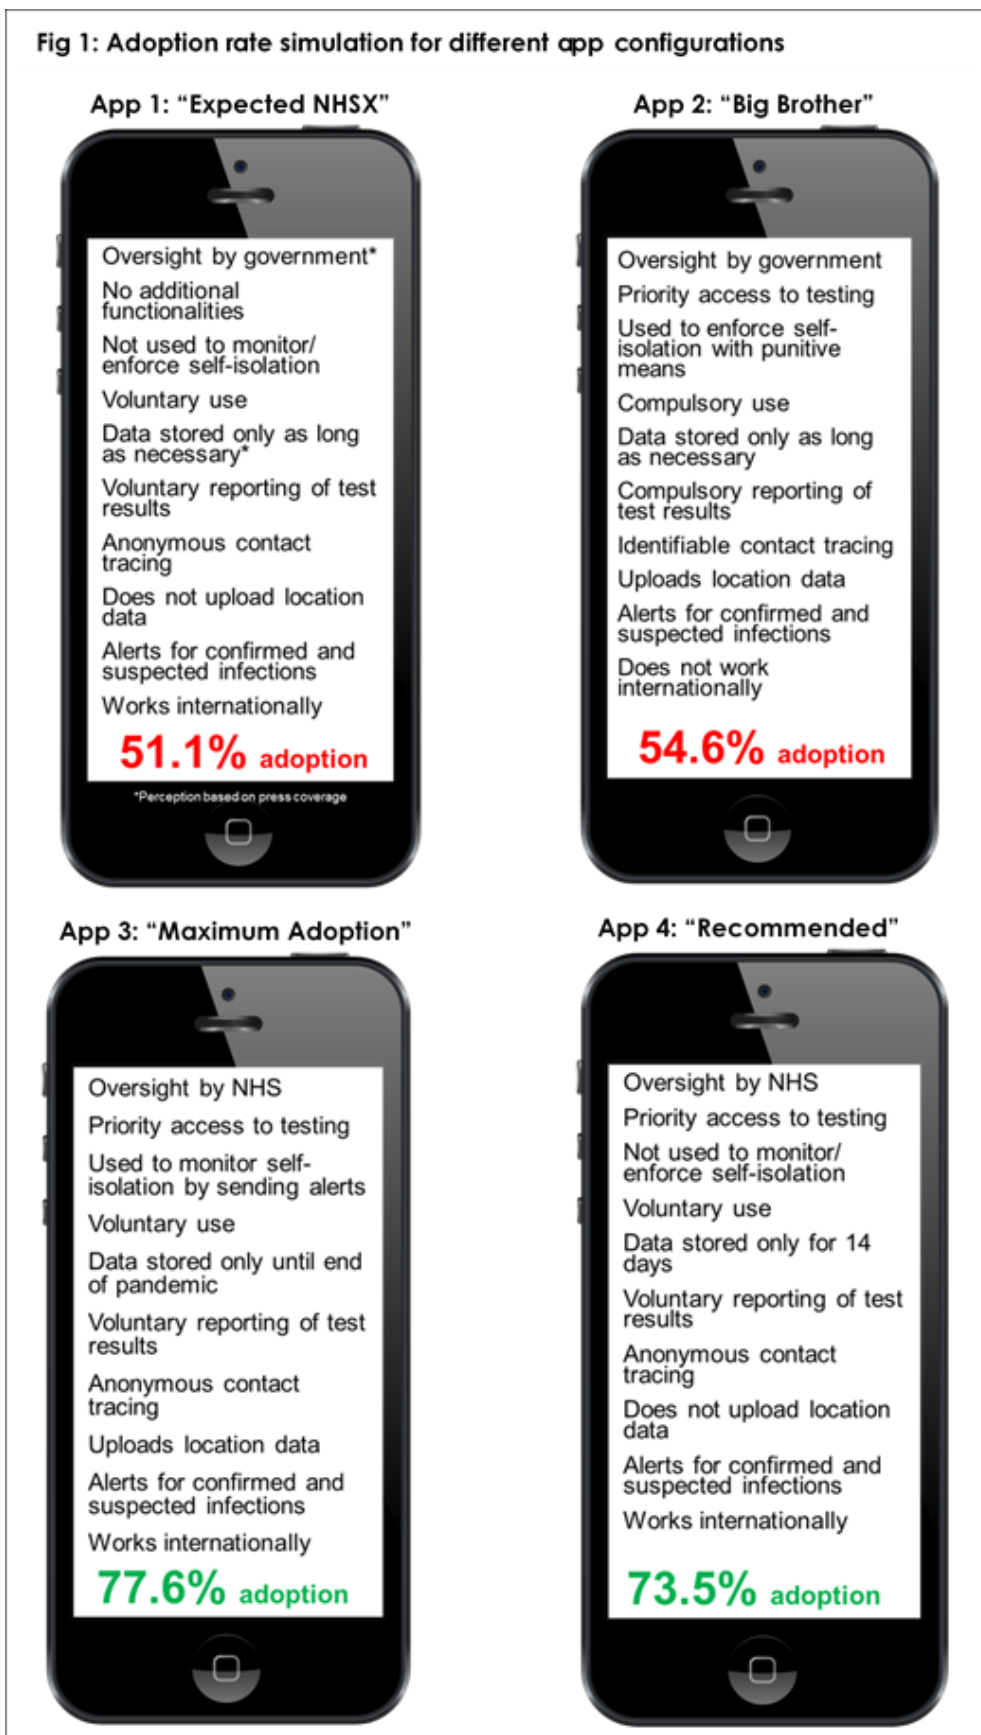 Fig 1: Adoption rate simulation for different app configurations
App 1: “Expected NHSX”
Oversight by government*
No additional
functionalities
Not used to monitor/
enforce self-isolation
Voluntary use
Data stored only as long
as necessary*
Voluntary reporting of test
results
Anonymous contact
tracing
Does not upload location
data
Alerts for confirmed and
suspected infections
Works internationally
51.1% adoption
*Perception based on press coverage
App 2: “Big Brother”
Oversight by government
Priority access to testing
Used to enforce self-
isolation with punitive
means
Compulsory use
Data stored only as long
as necessary
Compulsory reporting of
test results
Identifiable contact tracing
Uploads location data
Alerts for confirmed and
suspected infections
Does not work
internationally
54.6% adoption
App 3: “Maximum Adoption”
Oversight by NHS
Priority access to testing
Used to monitor self-
isolation by sending alerts
Voluntary use
Data stored only until end
of pandemic
Voluntary reporting of test
results
Anonymous contact
tracing
Uploads location data
Alerts for confirmed and
suspected infections
Works internationally
77.6% adoption
App 4: “Recommended”
Oversight by NHS
Priority access to testing
Not used to monitor/
enforce self-isolation
Voluntary use
Data stored only for 14
days
Voluntary reporting of test
results
Anonymous contact
tracing
Does not upload location
data
Alerts for confirmed and
suspected infections
Works internationally
73.5% adoption